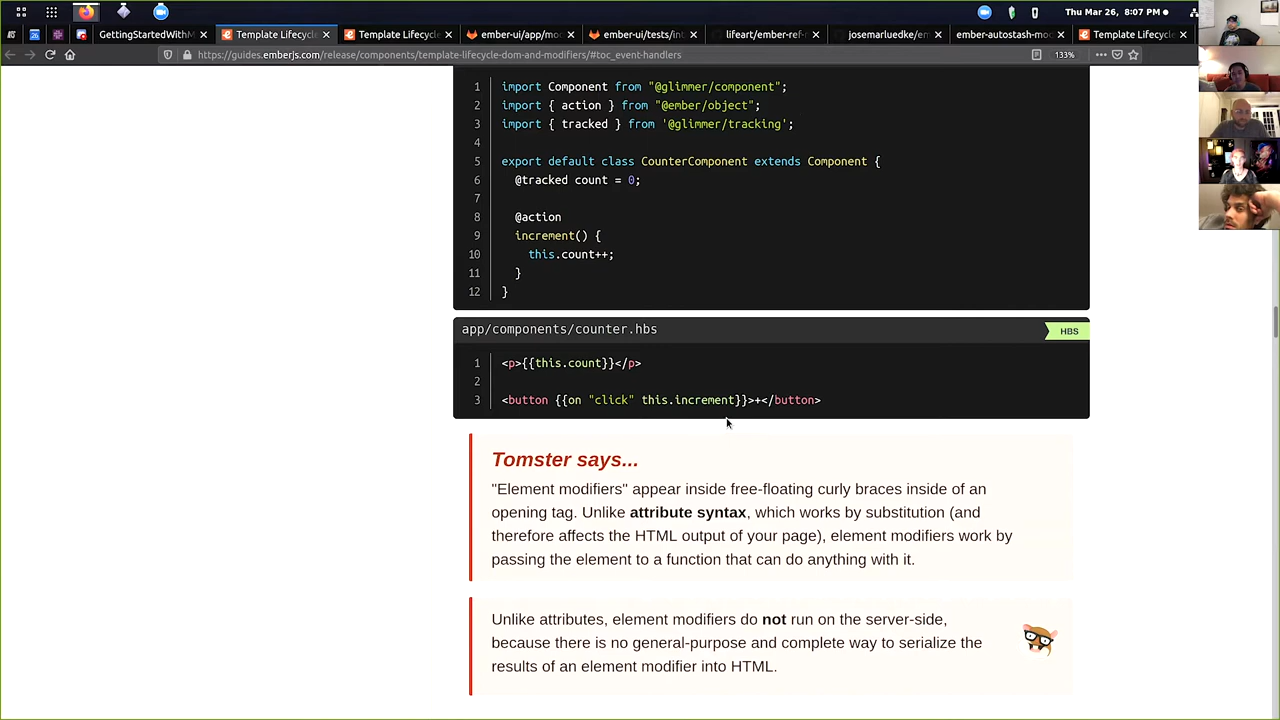 Thu Mar 26, 8:07 PM
GettingStartedWithM
Template Lifecycl
Template Lifecycle,
ember-ui/app/mo
ember-ui/tests/int
lifeart/ember-ref-
josemarluedke/e
ember-autostash-mo
Template Lifecyc
https://guides.emberjs.com/release/components/template-lifecycle-dom-and-modifiers/#toc_event-handlers
133%
1 import Component from "@glimmer/component";
2 import { action } from "@ember/object";
3 import { tracked } from '@glimmer/tracking';
4
5 export default class CounterComponent extends Component {
6 @tracked count = 0;
7
8 @action
9 increment() {
10 this.count++;
11 }
12 }
app/components/counter.hbs
HBS
1 <p>{{this.count}}</p>
2
3 <button {{on "click" this.increment}}>+</button>
Tomster says...
"Element modifiers" appear inside free-floating curly braces inside of an
opening tag. Unlike attribute syntax, which works by substitution (and
therefore affects the HTML output of your page), element modifiers work by
passing the element to a function that can do anything with it.
Unlike attributes, element modifiers do not run on the server-side,
because there is no general-purpose and complete way to serialize the
results of an element modifier into HTML.